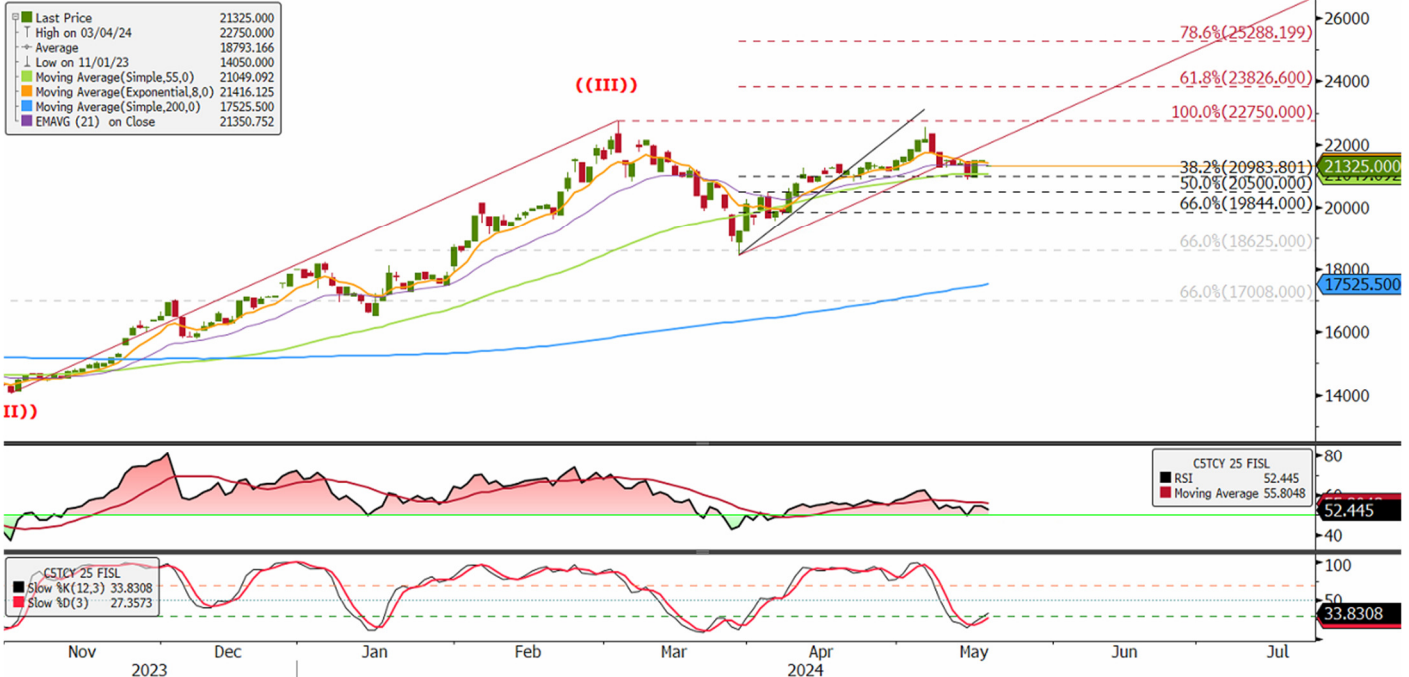 Last Price 21325.000
High on 03/04/24 22750.000
Average 18793.166
Low on 11/01/23 14050.000
Moving Average(Simple,55,0) 21049.092
Moving Average(Exponential,8,0) 21416.125
Moving Average(Simple,200,0) 17525.500
EMAVG (21) on Close 21350.752
((III))
II))
78.6%(25288.199)
61.8%(23826.600)
100.0%(22750.000)
38.2%(20983.801)
50.0%(20500.000)
66.0%(19844.000)
66.0%(18625.000)
66.0%(17008.000)
26000
24000
22000
21325.000
20000
18000
17525.500
16000
14000
C5TCY 25 FISL
RSI 52.445
Moving Average 55.8048
80
52.445
40
C5TCY 25 FISL
Slow %K(12,3) 33.8308
Slow %D(3) 27.3573
100
50
33.8308
Nov Dec Jan Feb Mar Apr May Jun Jul
2023 2024